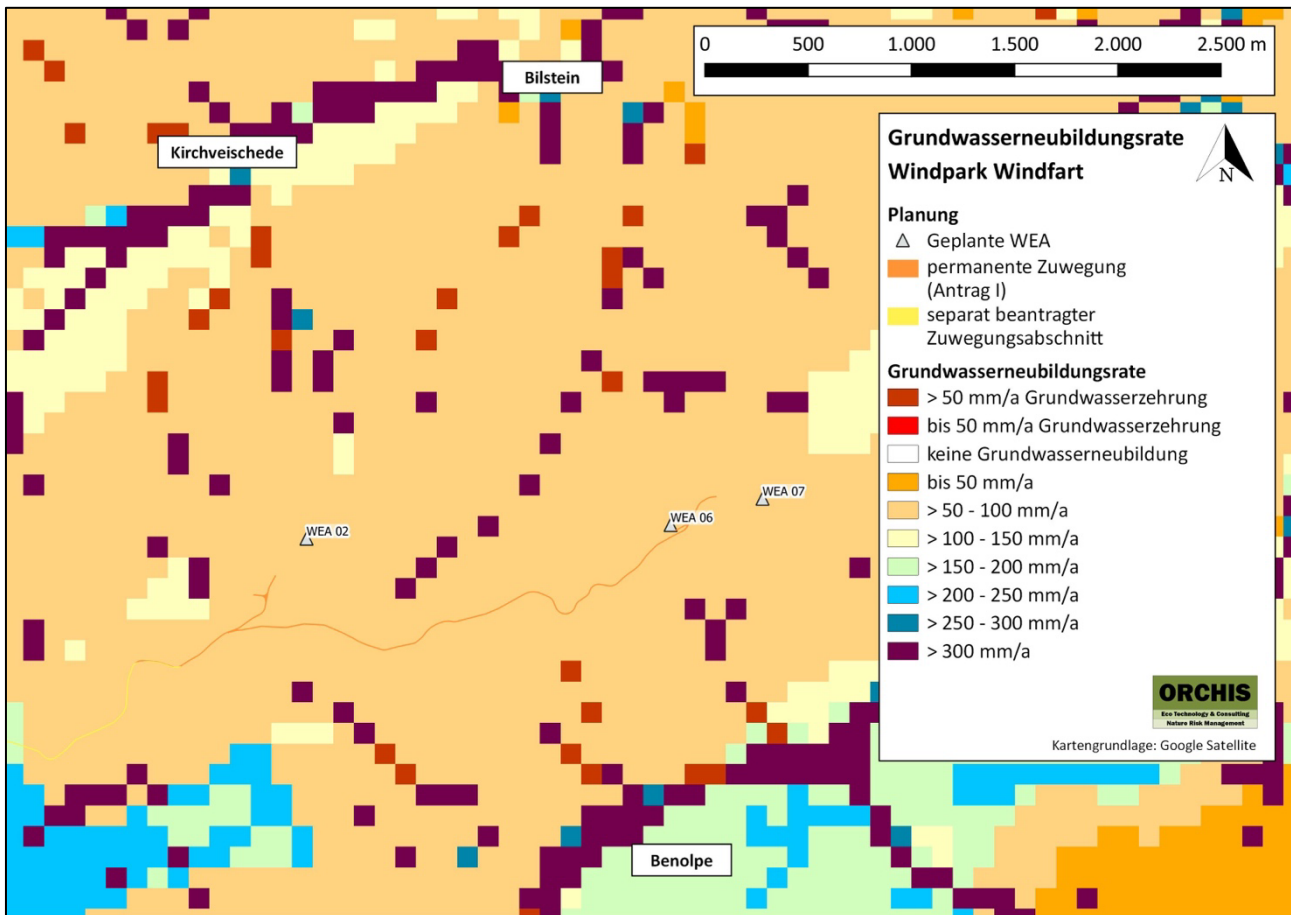 0 500 1.000 1.500 2.000 2.500 m
Bilstein
Kirchveischede
Grundwasserneubildungsrate
Windpark Windfart
N
Planung
Geplante WEA
permanente Zuwegung
(Antrag I)
separat beantragter
Zuwegungsabschnitt
Grundwasserneubildungsrate
> 50 mm/a Grundwasserzehrung
bis 50 mm/a Grundwasserzehrung
keine Grundwasserneubildung
bis 50 mm/a
> 50 - 100 mm/a
> 100 - 150 mm/a
> 150 - 200 mm/a
> 200 - 250 mm/a
> 250 - 300 mm/a
> 300 mm/a
ORCHIS
Eco Technology & Consulting
Nature Risk Management
Kartengrundlage: Google Satellite
WEA 07
WEA 06
WEA 02
Benolpe